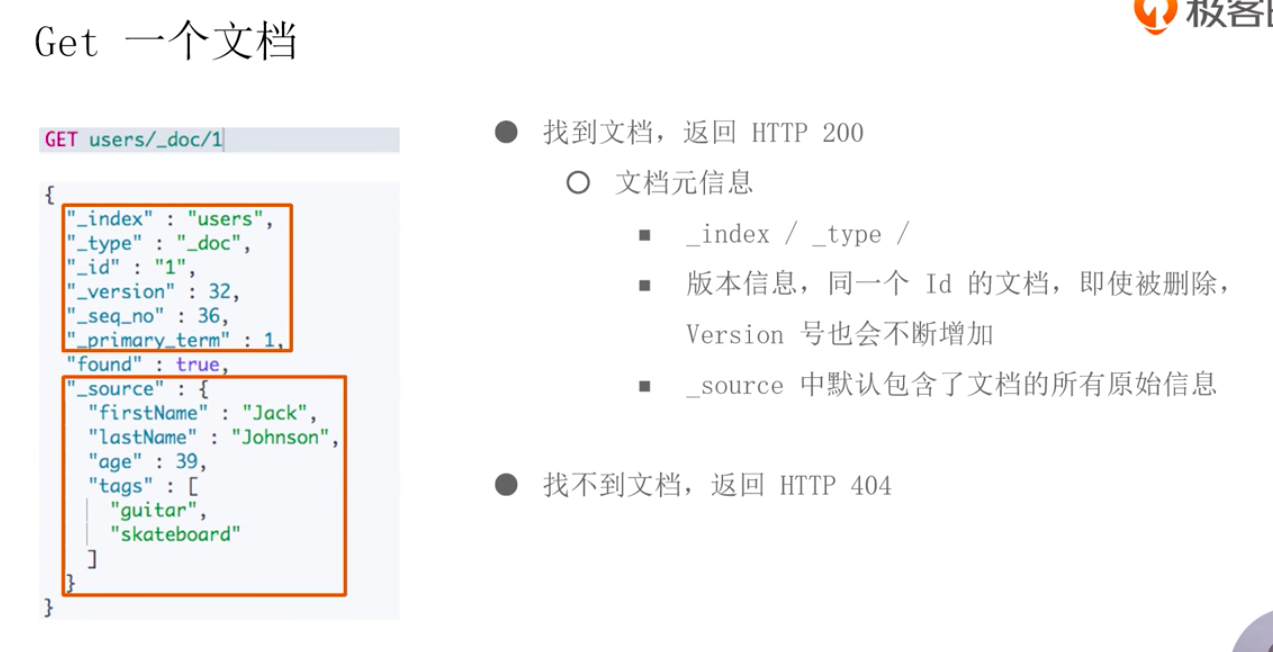 极客
Get 一个文档
GET users/_doc/1
{
"_index" : "users",
"_type" : "_doc",
"_id" : "1",
"_version" : 32,
"_seq_no" : 36,
"_primary_term" : 1,
"found" : true,
"_source" : {
"firstName" : "Jack",
"lastName" : "Johnson",
"age" : 39,
"tags" : [
"guitar",
"skateboard"
]
}
}
● 找到文档，返回 HTTP 200
○ 文档元信息
■ _index / _type /
■ 版本信息，同一个 Id 的文档，即使被删除，
Version 号也会不断增加
■ _source 中默认包含了文档的所有原始信息
● 找不到文档，返回 HTTP 404